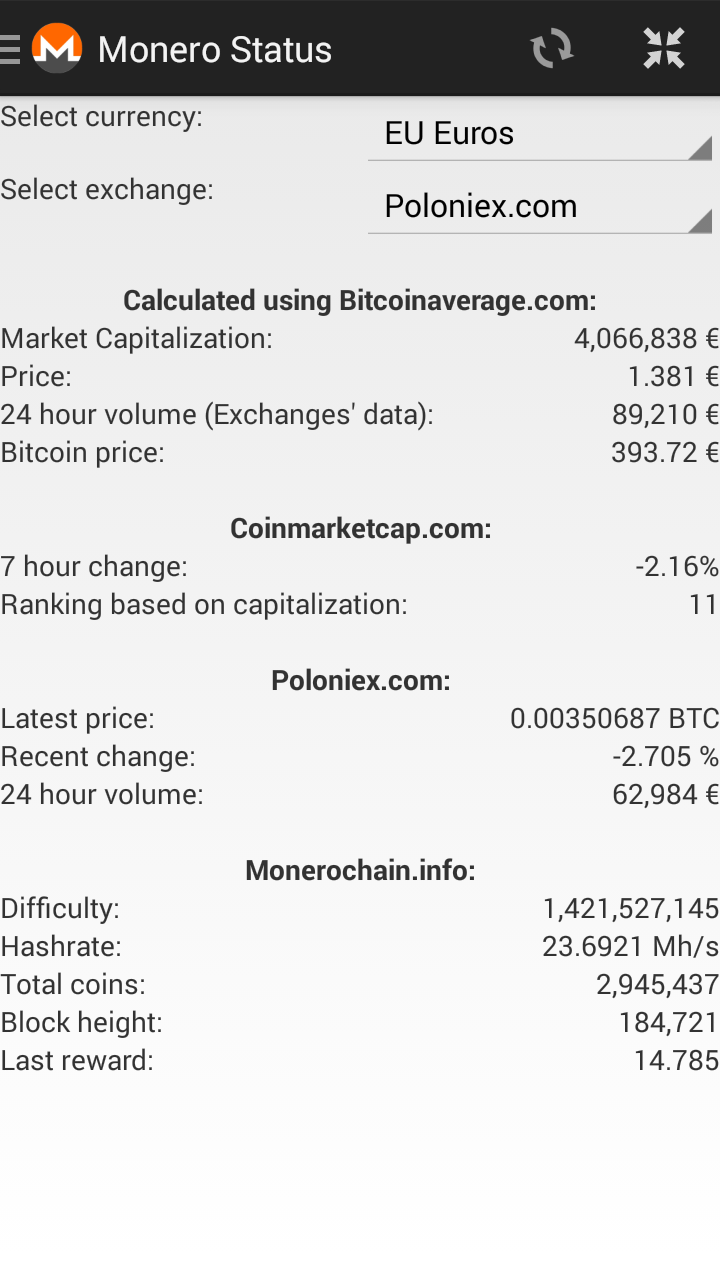 Monero Status
Select currency: EU Euros
Select exchange: Poloniex.com
Calculated using Bitcoinaverage.com:
Market Capitalization: 4,066,838 €
Price: 1.381 €
24 hour volume (Exchanges' data): 89,210 €
Bitcoin price: 393.72 €
Coinmarketcap.com:
7 hour change: -2.16%
Ranking based on capitalization: 11
Poloniex.com:
Latest price: 0.00350687 BTC
Recent change: -2.705 %
24 hour volume: 62,984 €
Monerochain.info:
Difficulty: 1,421,527,145
Hashrate: 23.6921 Mh/s
Total coins: 2,945,437
Block height: 184,721
Last reward: 14.785